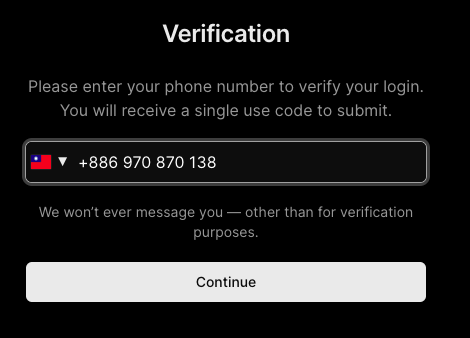 Verification
Please enter your phone number to verify your login.
You will receive a single use code to submit.
+886 970 870 138
We won’t ever message you — other than for verification
purposes.
Continue